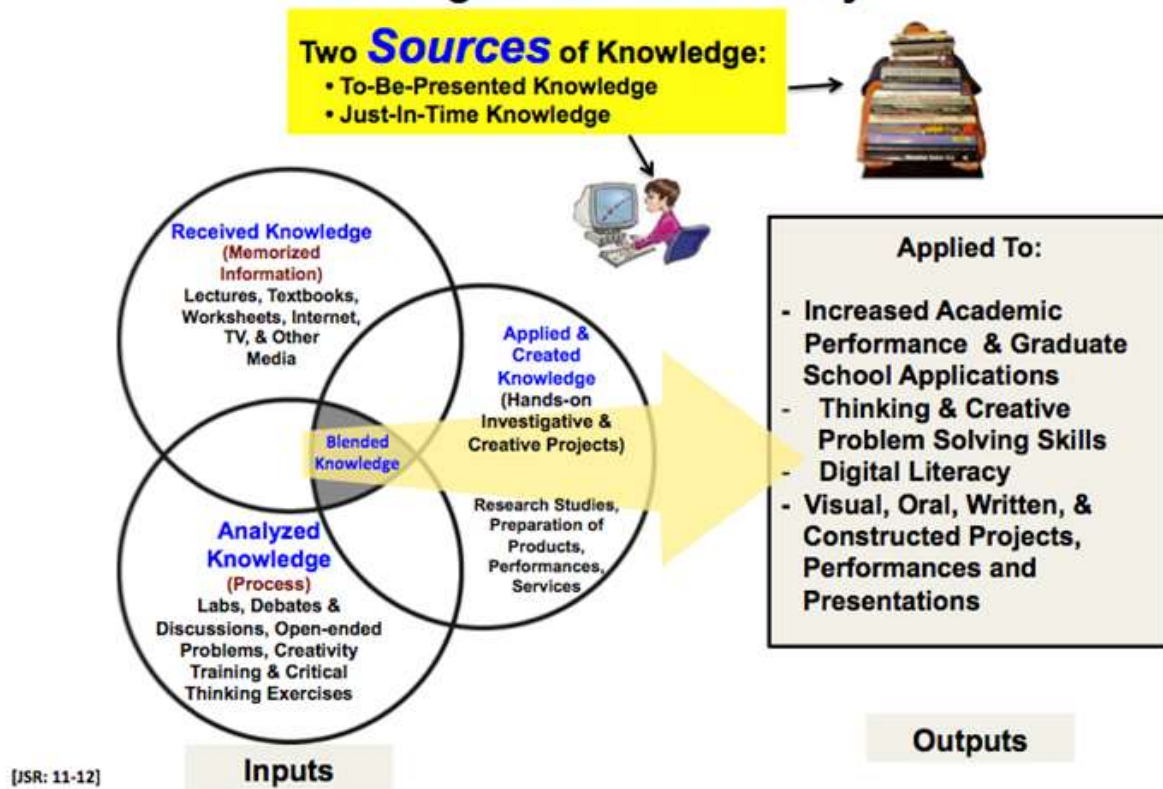 Two Sources of Knowledge:
• To-Be-Presented Knowledge
• Just-In-Time Knowledge
Received Knowledge
(Memorized
Information)
Lectures, Textbooks,
Worksheets, Internet,
TV, & Other
Media
Applied &
Created
Knowledge
(Hands-on
Investigative &
Creative Projects)
Research Studies,
Preparation of
Products,
Performances,
Services
Blended
Knowledge
Analyzed
Knowledge
(Process)
Labs, Debates &
Discussions, Open-ended
Problems, Creativity
Training & Critical
Thinking Exercises
Inputs
Applied To:
- Increased Academic
Performance & Graduate
School Applications
- Thinking & Creative
Problem Solving Skills
- Digital Literacy
- Visual, Oral, Written, &
Constructed Projects,
Performances and
Presentations
Outputs
[JSR: 11-12]